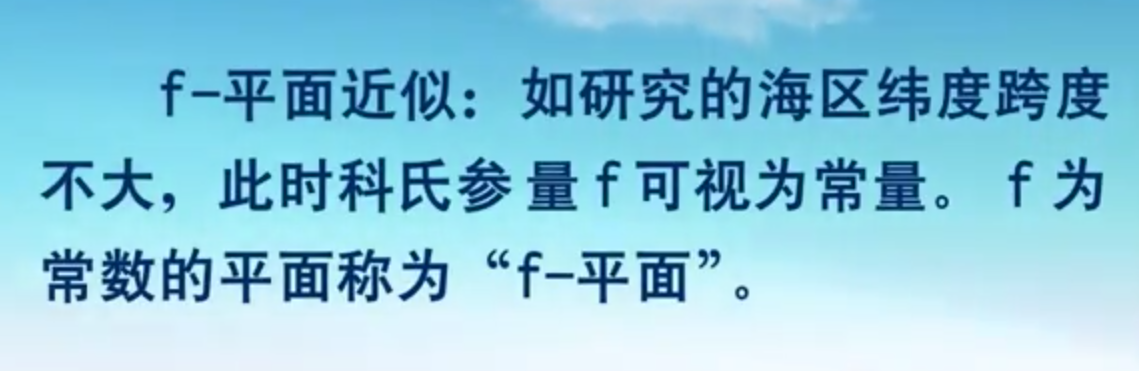 f-平面近似：如研究的海区纬度跨度
不大，此时科氏参量f可视为常量。 f 为
常数的平面称为“f-平面”。